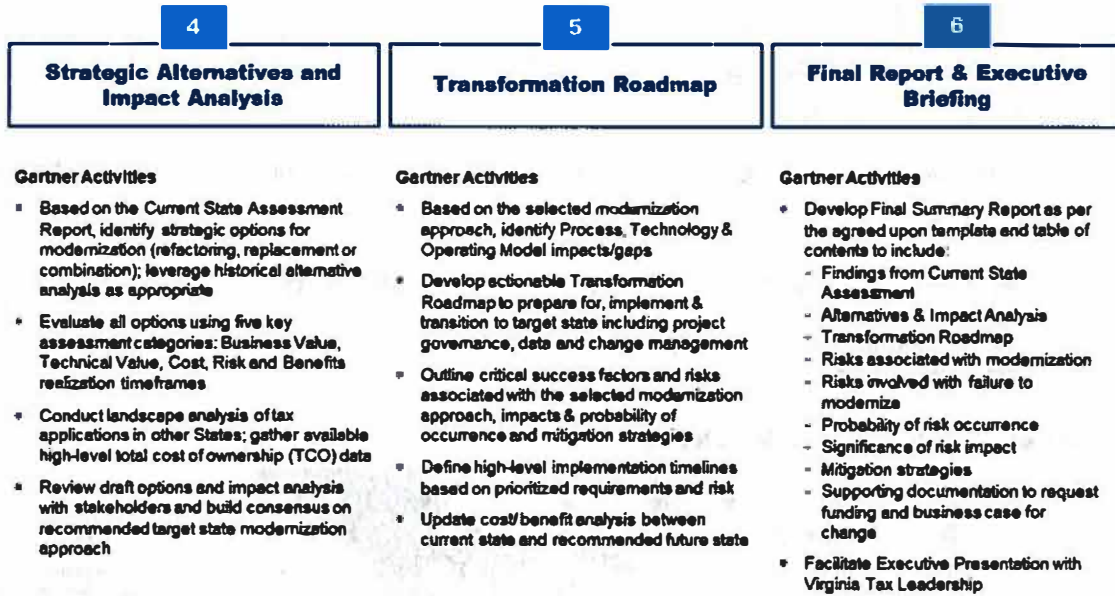 4
Strategic Alternatives and
Impact Analysis
Gartner Activities
Based on the Current State Assessment
Report, identify strategic options for
modernization (refactoring, replacement or
combination); leverage historical alternative
analysis as appropriate
Evaluate all options using five key
assessment categories: Business Value,
Technical Value, Cost, Risk and Benefits
realization timeframes
Conduct landscape analysis of tax
applications in other States; gather available
high-level total cost of ownership (TCO) data
Review draft options and impact analysis
with stakeholders and build consensus on
recommended target state modernization
approach
5
Transformation Roadmap
Gartner Activities
Based on the selected modernization
approach, identify Process, Technology &
Operating Model impacts/gaps
Develop actionable Transformation
Roadmap to prepare for, implement &
transition to target state including project
governance, data and change management
Outline critical success factors and risks
associated with the selected modernization
approach, impacts & probability of
occurrence and mitigation strategies
Define high-level implementation timelines
based on prioritized requirements and risk
Update cost/benefit analysis between
current state and recommended future state
6
Final Report & Executive
Briefing
Gartner Activities
Develop Final Summary Report as per
the agreed upon template and table of
contents to include:
- Findings from Current State
Assessment
- Alternatives & Impact Analysis
- Transformation Roadmap
- Risks associated with modernization
- Risks involved with failure to
modernize
- Probability of risk occurrence
- Significance of risk impact
- Mitigation strategies
- Supporting documentation to request
funding and business case for
change
Facilitate Executive Presentation with
Virginia Tax Leadership